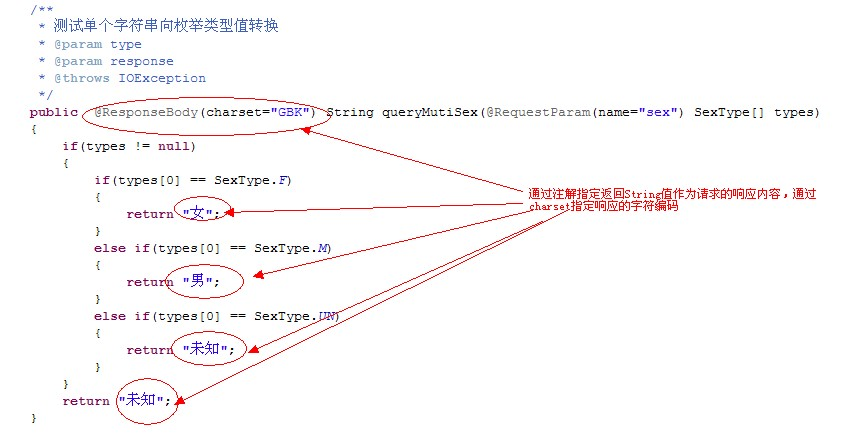 /**
 * 测试单个字符串向枚举类型值转换
 * @param type
 * @param response
 * @throws IOException
 */
public  @ResponseBody(charset="GBK") String queryMutiSex(@RequestParam(name="sex") SexType[] types)
{
    if(types != null)
    {
        if(types[0] == SexType.F)
        {
            return "女";
        }
        else if(types[0] == SexType.M)
        {
            return "男";
        }
        else if(types[0] == SexType.UN)
        {
            return "未知";
        }
    }
    return "未知";
}
通过注解指定返回String值作为请求的响应内容，通过
charset指定响应的字符编码